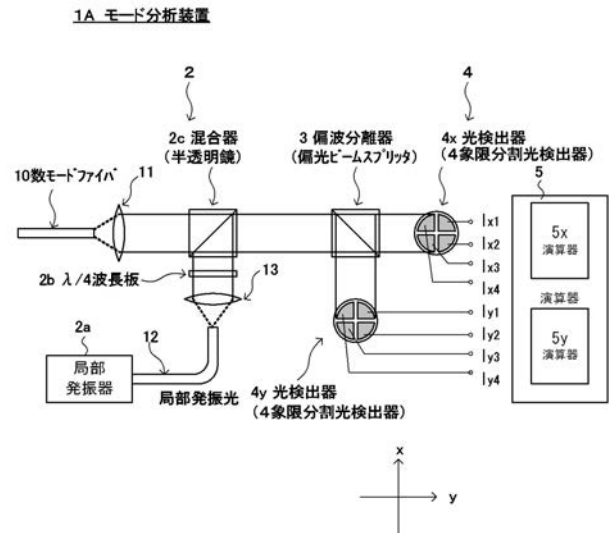 1A モード分析装置
2
4
2c 混合器
(半透明鏡)
3 偏波分離器
(偏光ビームスプリッタ)
4x 光検出器
(4象限分割光検出器)
10数モードファイバ
11
5
Ix1
Ix2
Ix3
Ix4
5x
演算器
2b λ/4波長板
13
演算器
Iy1
Iy2
Iy3
Iy4
5y
演算器
2a
局部
発振器
12
局部発振光
4y 光検出器
(4象限分割光検出器)
x
y